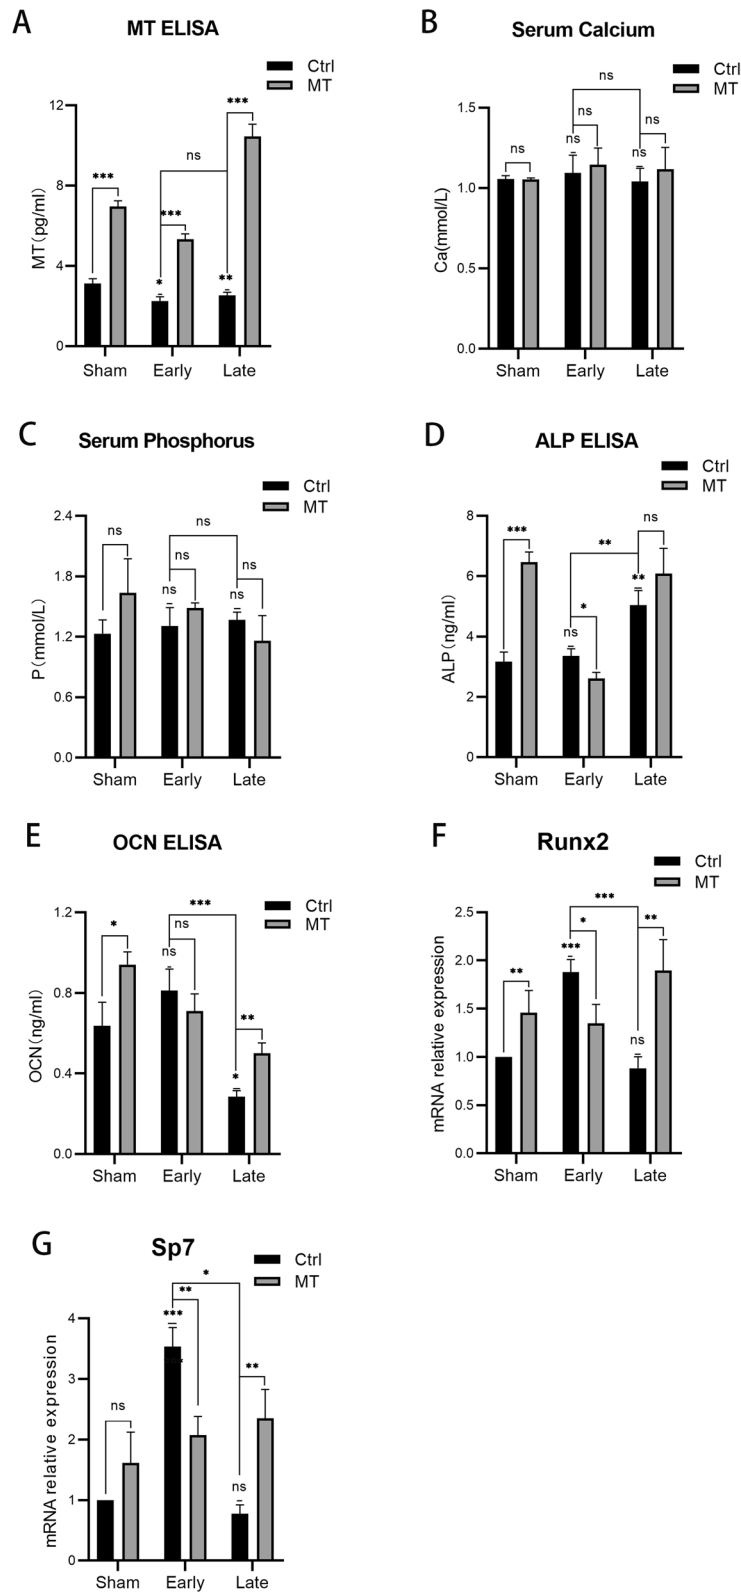 A
MT ELISA
Ctrl
MT
MT(pg/ml)
12
8
4
0
***
***
***
ns
*
**
Sham Early Late
B
Serum Calcium
Ctrl
MT
Ca(mmol/L)
1.5
1.0
0.5
0.0
ns
ns
ns
ns
ns
ns
Sham Early Late
C
Serum Phosphorus
Ctrl
MT
P(mmol/L)
2.4
1.8
1.2
0.6
0.0
ns
ns
ns
ns
ns
ns
Sham Early Late
D
ALP ELISA
Ctrl
MT
ALP(ng/ml)
8
6
4
2
0
ns
***
**
**
*
ns
Sham Early Late
E
OCN ELISA
Ctrl
MT
OCN(ng/ml)
1.2
0.8
0.4
0.0
***
*
ns
ns
**
*
Sham Early Late
F
Runx2
Ctrl
MT
mRNA relative expression
2.5
2.0
1.5
1.0
0.5
0.0
***
*
**
***
**
ns
Sham Early Late
G
Sp7
Ctrl
MT
mRNA relative expression
4
3
2
1
0
*
**
***
**
ns
ns
Sham Early Late